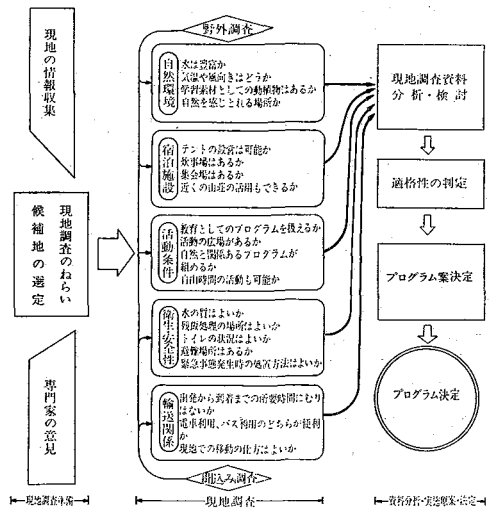 現地の情報収集
現地調査のねらい
候補地の選定
専門家の意見
現地調査準備
野外調査
自然環境
水は豊富か
気温や風向きはどうか
学習素材としての動植物はあるか
自然を感じとれる場所か
宿泊施設
テントの設営は可能か
炊事場はあるか
集会場はあるか
近くの山荘の活用もできるか
活動条件
教育としてのプログラムを扱えるか
活動の広場があるか
自然と関係あるプログラムが
組めるか
自由時間の活動も可能か
衛生・安全性
水の質はよいか
残飯処理の場所はよいか
トイレの状況はよいか
避難場所はあるか
緊急事態発生時の処置方法はよいか
輸送関係
出発から到着までの所要時間にむり
はないか
電車利用、バス利用のどちらが便利
か
現地での移動の仕方はよいか
聞込み調査
現地調査
現地調査資料
分析・検討
適格性の判定
プログラム案決定
プログラム決定
資料分析・実施原案・決定